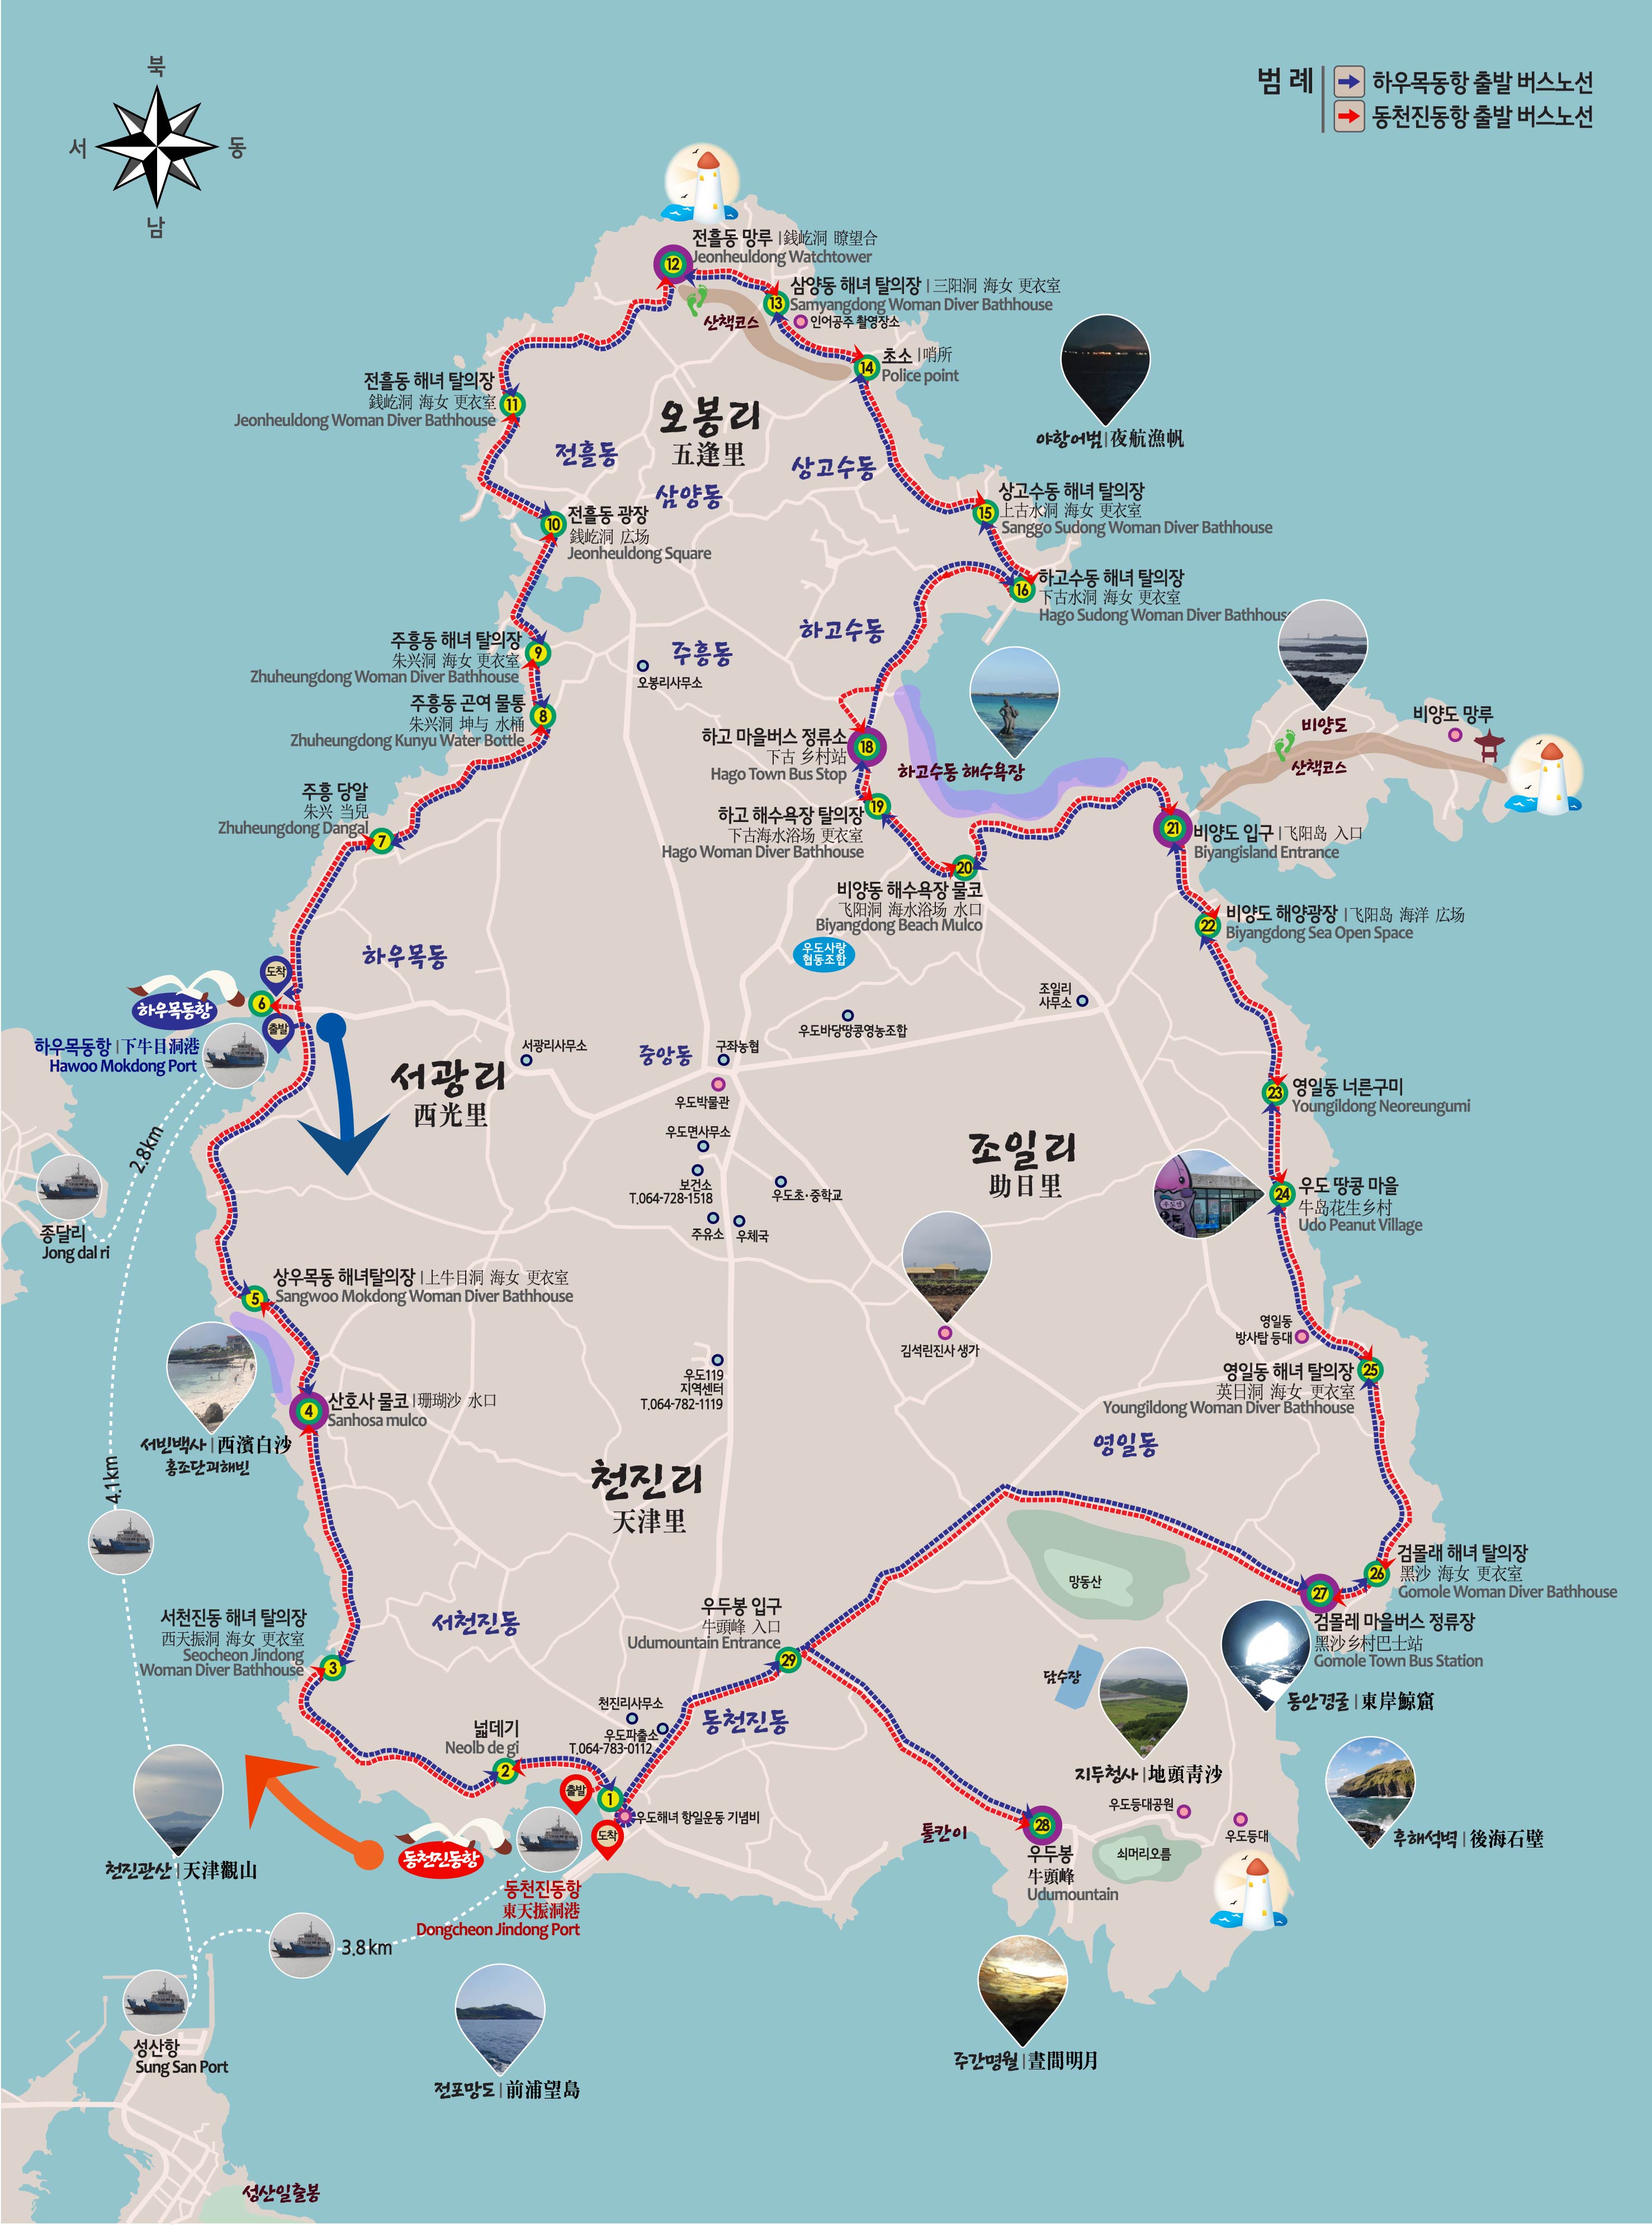 북
서
동
남
범 례
하우목동항 출발 버스노선
동천진동항 출발 버스노선
12
전흘동 망루 | 銭屹洞 瞭望合
Jeonheuldong Watchtower
13
삼양동 해녀 탈의장 | 三阳洞 海女 更衣室
Samyangdong Woman Diver Bathhouse
인어공주 촬영장소
산책코스
14
초소 | 哨所
Police point
전흘동 해녀 탈의장
銭屹洞 海女 更衣室
Jeonheuldong Woman Diver Bathhouse
11
오봉리
五逢里
야항어범 | 夜航漁帆
전흘동
상고수동
삼양동
15
상고수동 해녀 탈의장
上古水洞 海女 更衣室
Sanggo Sudong Woman Diver Bathhouse
10
전흘동 광장
銭屹洞 広场
Jeonheuldong Square
16
하고수동 해녀 탈의장
下古水洞 海女 更衣室
Hago Sudong Woman Diver Bathhouse
하고수동
주흥동
오봉리사무소
주흥동 해녀 탈의장
朱兴洞 海女 更衣室
Zhuheungdong Woman Diver Bathhouse
9
주흥동 곤여 물통
朱兴洞 坤与 水桶
Zhuheungdong Kunyu Water Bottle
8
하고 마을버스 정류소
下古 乡村站
Hago Town Bus Stop
18
하고수동 해수욕장
비양도
산책코스
비양도 망루
주흥 당알
朱兴 当兒
Zhuheungdong Dangal
7
하고 해수욕장 탈의장
下古海水浴场 更衣室
Hago Woman Diver Bathhouse
19
20
비양동 해수욕장 물코
飞阳洞 海水浴场 水口
Biyangdong Beach Mulco
21
비양도 입구 | 飞阳岛 入口
Biyangisland Entrance
22
비양도 해양광장 | 飞阳岛 海洋 広场
Biyangdong Sea Open Space
우도사랑
협동조합
하우목동
도착
6
출발
하우목동항
하우목동항 | 下牛目洞港
Hawoo Mokdong Port
조일리
사무소
우도바당땅콩영농조합
서광리사무소
중앙동
구좌농협
서광리
西光里
우도박물관
우도면사무소
보건소
T.064-728-1518
우도초·중학교
주유소
우체국
조일리
助日里
23
영일동 너른구미
Youngildong Neoreungumi
24
우도 땅콩 마을
牛岛花生乡村
Udo Peanut Village
2.8km
종달리
Jong dal ri
5
상우목동 해녀탈의장 | 上牛目洞 海女 更衣室
Sangwoo Mokdong Woman Diver Bathhouse
김석린진사 생가
영일동
방사탑 등대
25
영일동 해녀 탈의장
英日洞 海女 更衣室
Youngildong Woman Diver Bathhouse
우도119
지역센터
T.064-782-1119
4
산호사 물코 | 珊瑚沙 水口
Sanhosa mulco
서빈백사 | 西濱白沙
홍조단괴해빈
4.1km
영일동
천진리
天津里
망동산
26
검몰래 해녀 탈의장
黑沙 海女 更衣室
Gomole Woman Diver Bathhouse
27
검몰레 마을버스 정류장
黑沙乡村巴士站
Gomole Town Bus Station
동안경굴 | 東岸鯨窟
서천진동 해녀 탈의장
西天振洞 海女 更衣室
Seocheon Jindong
Woman Diver Bathhouse
3
서천진동
우두봉 입구
牛頭峰 入口
Udumountain Entrance
29
담수장
천진리사무소
우도파출소
T.064-783-0112
동천진동
넓데기
Neolb de gi
2
출발
1
우도해녀 항일운동 기념비
도착
지두청사 | 地頭靑沙
우도등대공원
우도등대
후해석벽 | 後海石壁
톨칸이
28
우두봉
牛頭峰
Udumountain
쇠머리오름
천진관산 | 天津觀山
동천진동항
동천진동항
東天振洞港
Dongcheon Jindong Port
3.8km
성산항
Sung San Port
전포망도 | 前浦望島
주간명월 | 晝間明月
성산일출봉